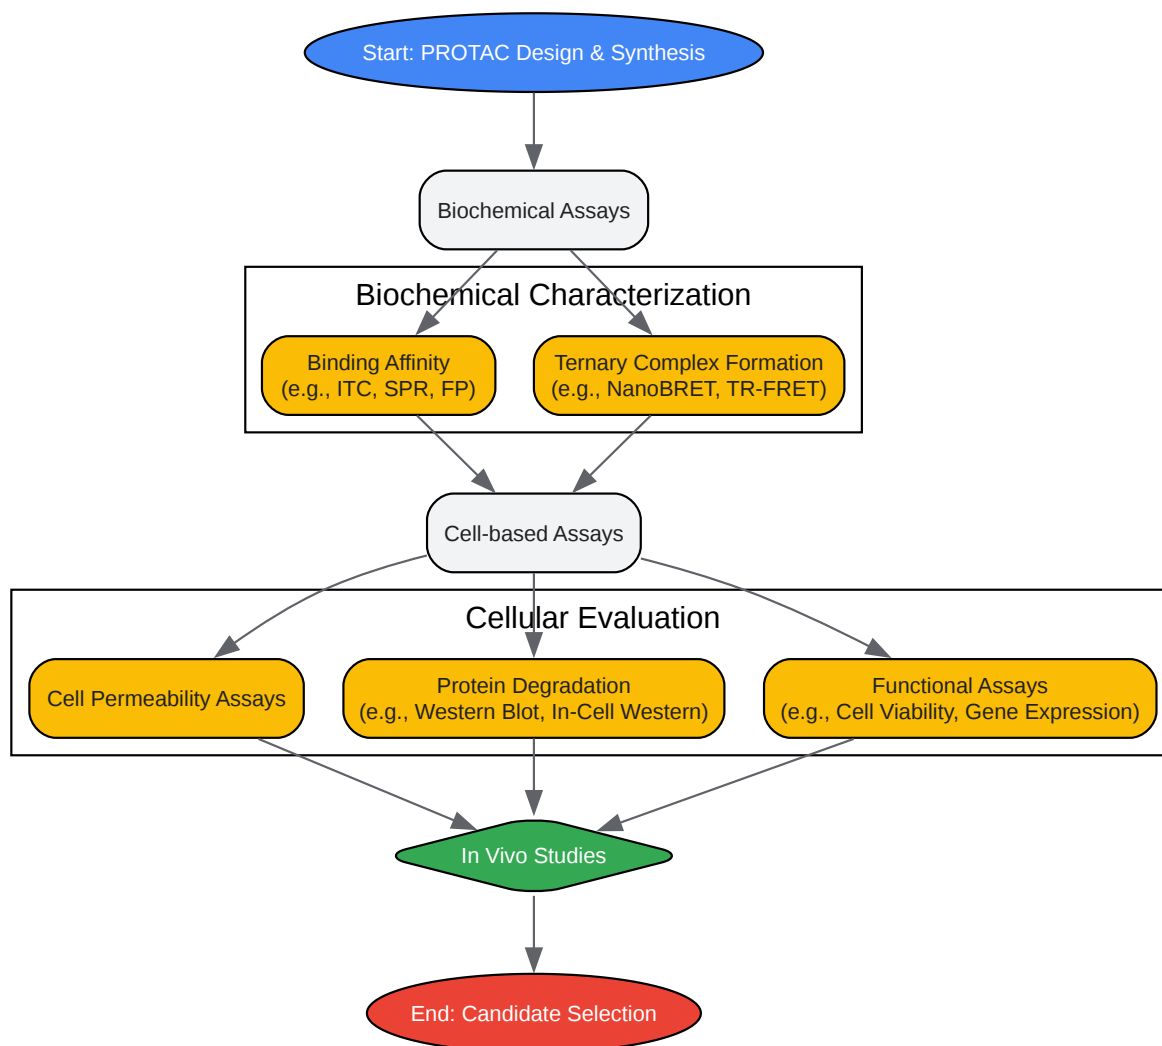 Start: PROTAC Design & Synthesis
Biochemical Assays
Biochemical Characterization
Binding Affinity
(e.g., ITC, SPR, FP)
Ternary Complex Formation
(e.g., NanoBRET, TR-FRET)
Cell-based Assays
Cellular Evaluation
Cell Permeability Assays
Protein Degradation
(e.g., Western Blot, In-Cell Western)
Functional Assays
(e.g., Cell Viability, Gene Expression)
In Vivo Studies
End: Candidate Selection